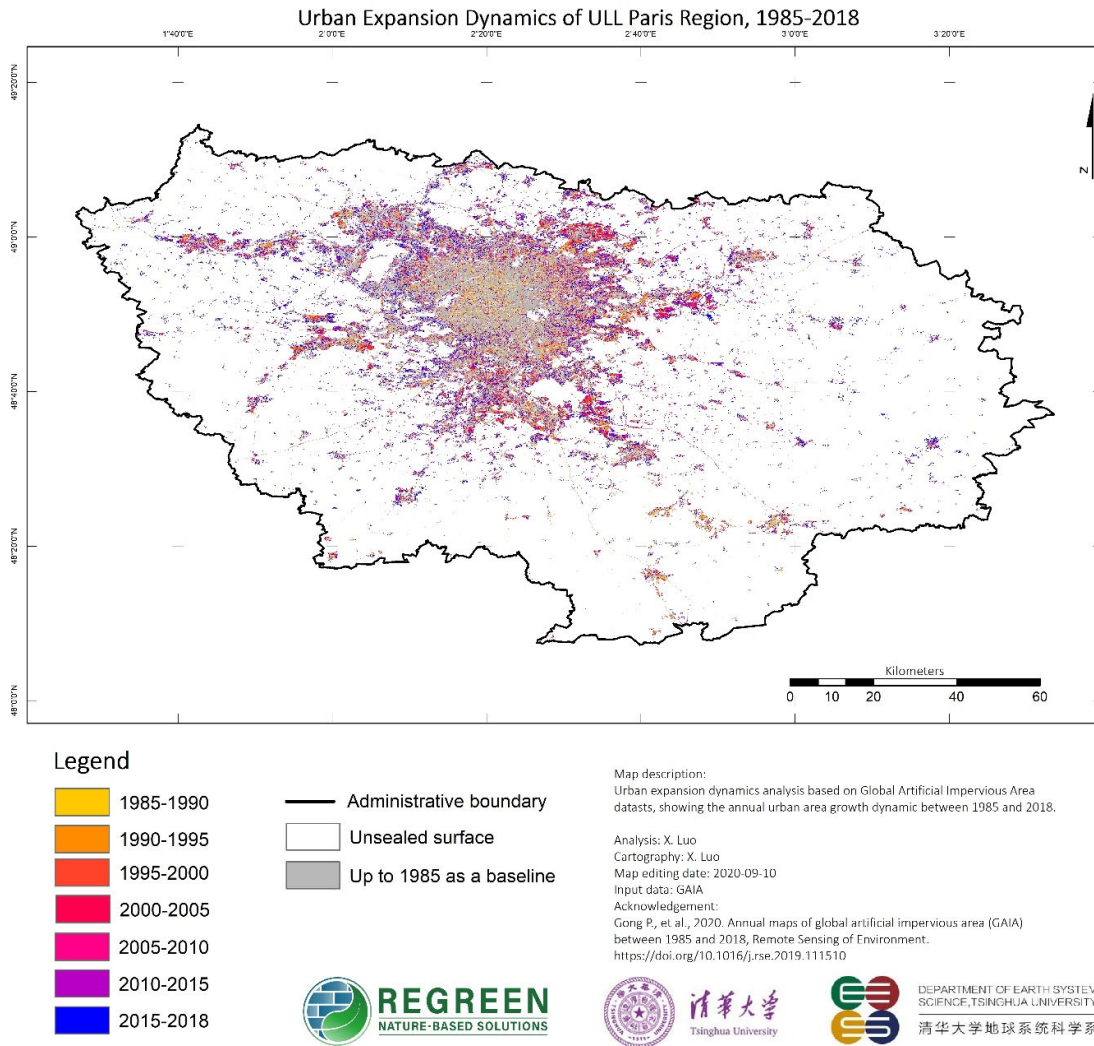 Urban Expansion Dynamics of ULL Paris Region, 1985-2018
1°40'0"E 2°0'0"E 2°20'0"E 2°40'0"E 3°0'0"E 3°20'0"E
49°20'0"N
49°0'0"N
48°40'0"N
48°20'0"N
48°0'0"N
N
Kilometers
0 10 20 40 60
Legend
1985-1990
1990-1995
1995-2000
2000-2005
2005-2010
2010-2015
2015-2018
Administrative boundary
Unsealed surface
Up to 1985 as a baseline
Map description:
Urban expansion dynamics analysis based on Global Artificial Impervious Area
datasts, showing the annual urban area growth dynamic between 1985 and 2018.
Analysis: X. Luo
Cartography: X. Luo
Map editing date: 2020-09-10
Input data: GAIA
Acknowledgement:
Gong P., et al., 2020. Annual maps of global artificial impervious area (GAIA)
between 1985 and 2018, Remote Sensing of Environment.
https://doi.org/10.1016/j.rse.2019.111510
REGREEN
NATURE-BASED SOLUTIONS
清華大学
Tsinghua University
DEPARTMENT OF EARTH SYSTEV
SCIENCE,TSINGHUA UNIVERSITY
清华大学地球系统科学系